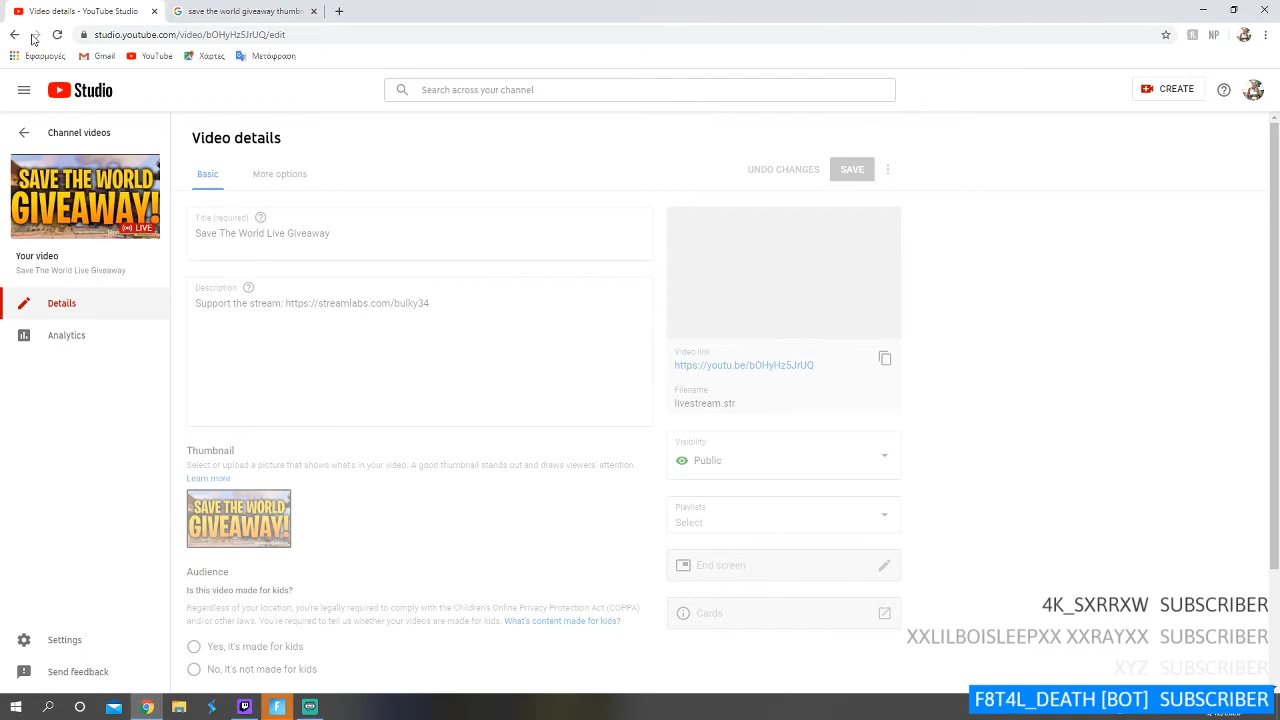 Video details - YouTube Studio
save the world giveaway thumbn
studio.youtube.com/video/bOHyHz5JrUQ/edit
NP
Εφαρμογές
Gmail
YouTube
Χάρτες
Μετάφραση
Studio
Search across your channel
CREATE
Channel videos
Video details
Basic
More options
UNDO CHANGES
SAVE
SAVE THE WORLD
GIVEAWAY!
LIVE
Your video
Save The World Live Giveaway
Details
Analytics
Title (required)
Save The World Live Giveaway
Description
Support the stream: https://streamlabs.com/bulky34
Video link
https://youtu.be/bOHyHz5JrUQ
Filename
livestream.str
Thumbnail
Select or upload a picture that shows what's in your video. A good thumbnail stands out and draws viewers' attention.
Learn more
SAVE THE WORLD
GIVEAWAY!
Visibility
Public
Playlists
Select
End screen
Cards
Audience
Is this video made for kids?
Regardless of your location, you're legally required to comply with the Children's Online Privacy Protection Act (COPPA)
and/or other laws. You're required to tell us whether your videos are made for kids. What's content made for kids?
Yes, it's made for kids
No, it's not made for kids
Settings
Send feedback
4K_SXRRXW SUBSCRIBER
XXLILBOISLEEPXX XXRAYXX SUBSCRIBER
XYZ SUBSCRIBER
F8T4L_DEATH [BOT] SUBSCRIBER